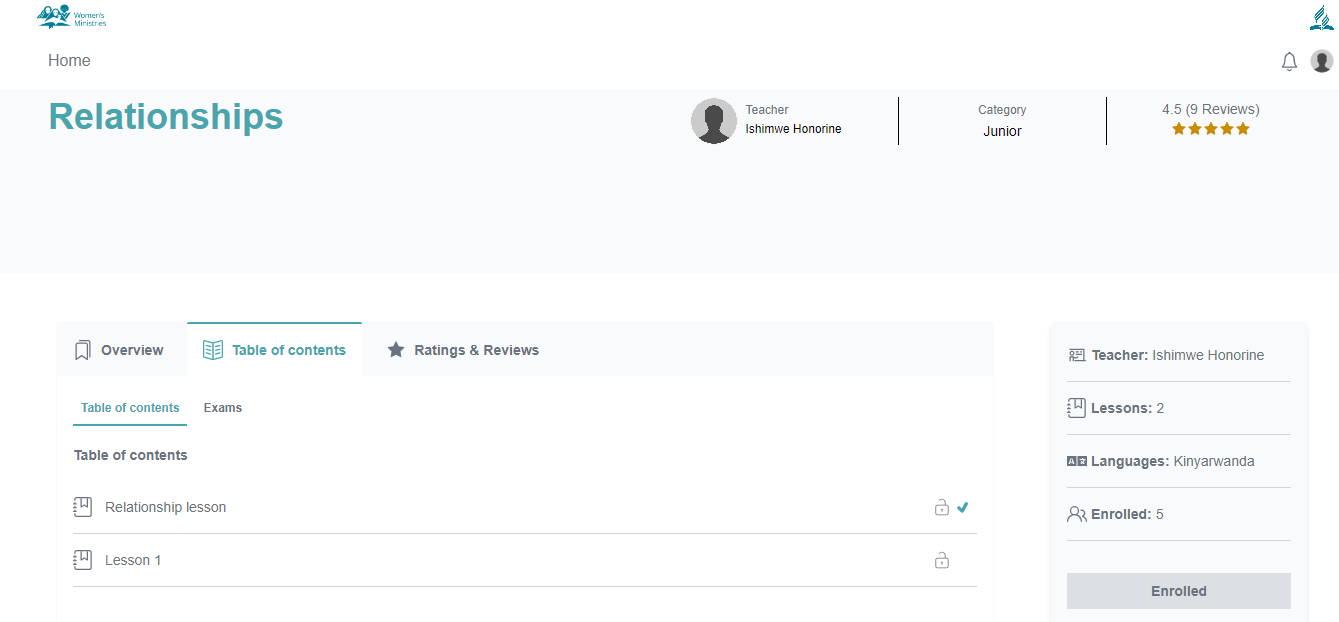 Women's
Ministries
Home
Relationships
Teacher
Ishimwe Honorine
Category
Junior
4.5 (9 Reviews)
Overview
Table of contents
Ratings & Reviews
Table of contents
Exams
Table of contents
Relationship lesson
Lesson 1
Teacher: Ishimwe Honorine
Lessons: 2
Languages: Kinyarwanda
Enrolled: 5
Enrolled